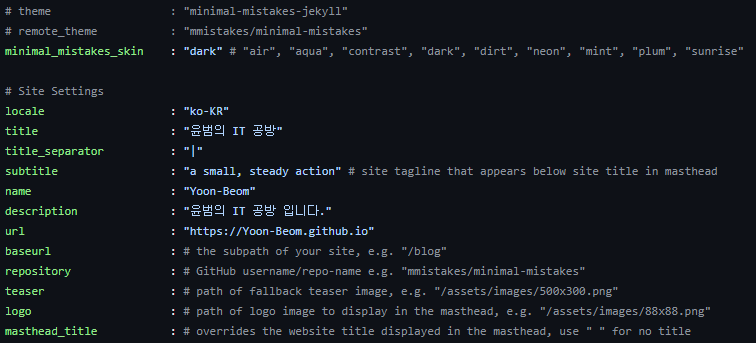 # theme                  : "minimal-mistakes-jekyll"
# remote_theme           : "mmistakes/minimal-mistakes"
minimal_mistakes_skin    : "dark" # "air", "aqua", "contrast", "dark", "dirt", "neon", "mint", "plum", "sunrise"
# Site Settings
locale                   : "ko-KR"
title                    : "윤범의 IT 공방"
title_separator          : "|"
subtitle                 : "a small, steady action" # site tagline that appears below site title in masthead
name                     : "Yoon-Beom"
description              : "윤범의 IT 공방 입니다."
url                      : "https://Yoon-Beom.github.io"
baseurl                  : # the subpath of your site, e.g. "/blog"
repository               : # GitHub username/repo-name e.g. "mmistakes/minimal-mistakes"
teaser                   : # path of fallback teaser image, e.g. "/assets/images/500x300.png"
logo                     : # path of logo image to display in the masthead, e.g. "/assets/images/88x88.png"
masthead_title           : # overrides the website title displayed in the masthead, use " " for no title